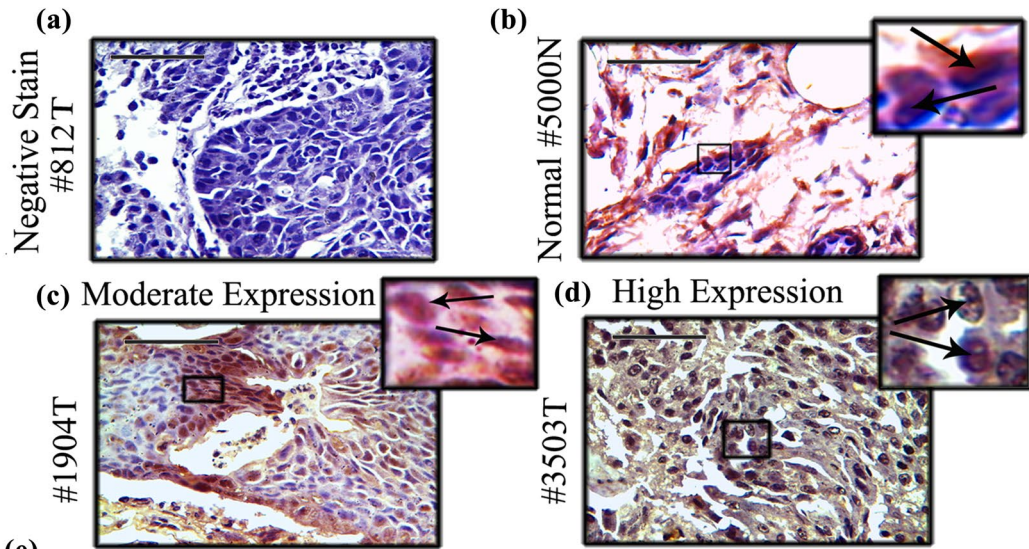 (a)
Negative Stain
#812T
(b)
Normal #5000N
(c) Moderate Expression
#1904T
(d) High Expression
#3503T